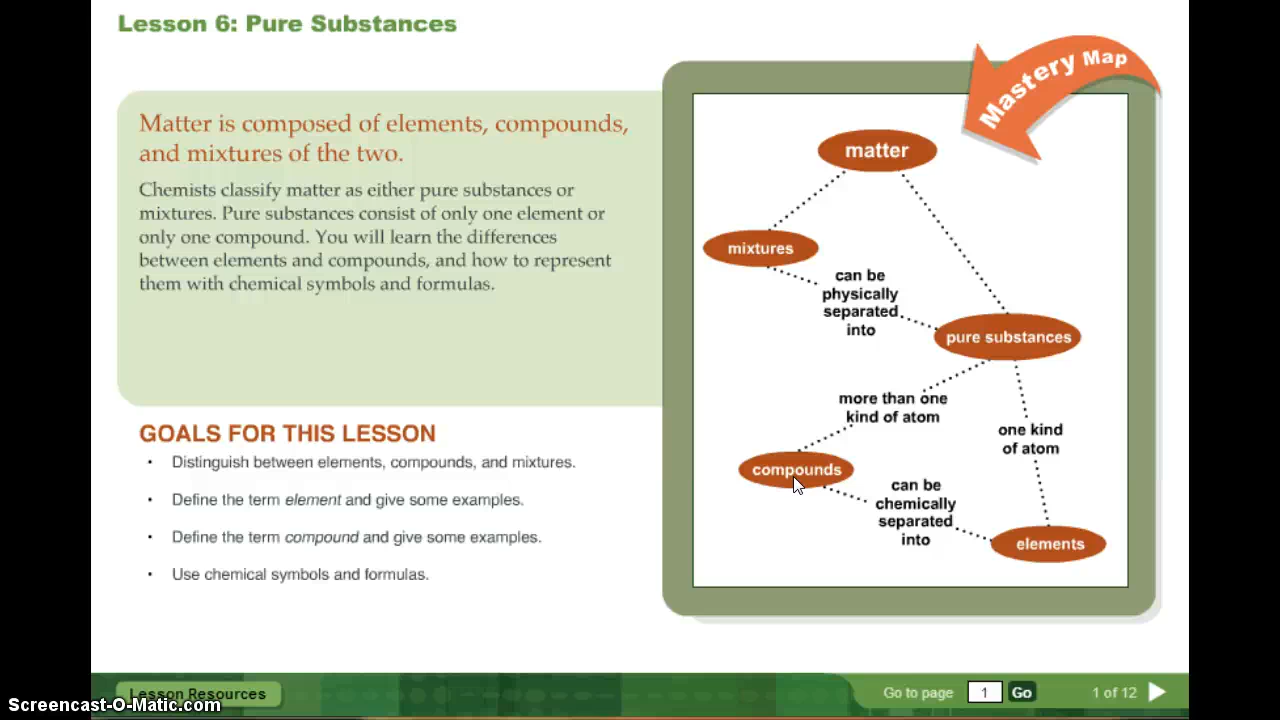 Lesson 6: Pure Substances
Mastery Map
Matter is composed of elements, compounds,
and mixtures of the two.
Chemists classify matter as either pure substances or
mixtures. Pure substances consist of only one element or
only one compound. You will learn the differences
between elements and compounds, and how to represent
them with chemical symbols and formulas.
GOALS FOR THIS LESSON
• Distinguish between elements, compounds, and mixtures.
• Define the term element and give some examples.
• Define the term compound and give some examples.
• Use chemical symbols and formulas.
matter
mixtures
can be
physically
separated
into
pure substances
more than one
kind of atom
one kind
of atom
compounds
can be
chemically
separated
into
elements
Lesson Resources
Go to page 1 Go 1 of 12
Screencast-O-Matic.com